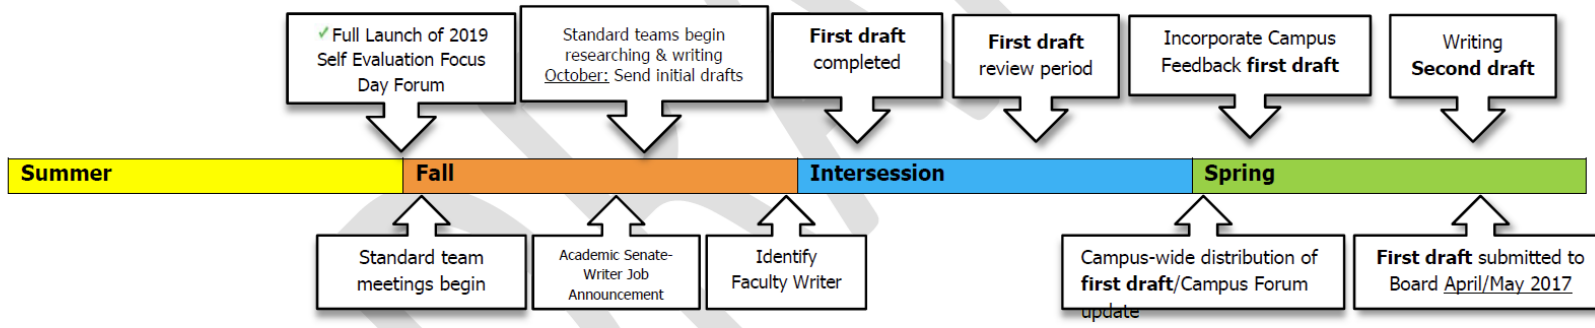 ✓Full Launch of 2019
Self Evaluation Focus
Day Forum
Standard teams begin
researching & writing
October: Send initial drafts
First draft
completed
First draft
review period
Incorporate Campus
Feedback first draft
Writing
Second draft
Summer
Fall
Intersession
Spring
Standard team
meetings begin
Academic Senate-
Writer Job
Announcement
Identify
Faculty Writer
Campus-wide distribution of
first draft/Campus Forum
update
First draft submitted to
Board April/May 2017